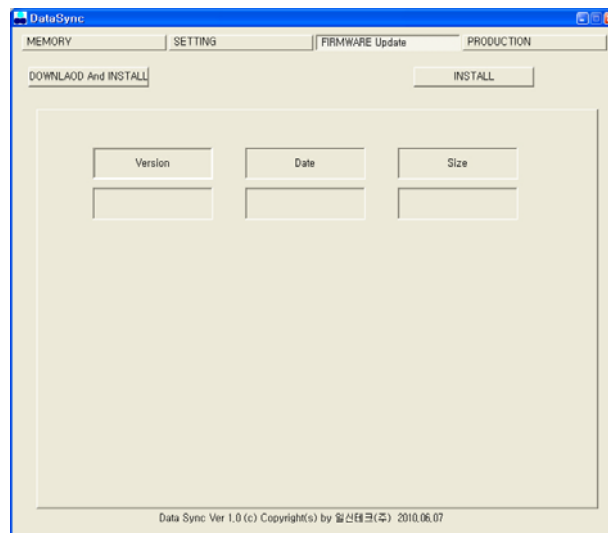 DataSync
MEMORY SETTING FIRMWARE Update PRODUCTION
DOWNLAOD And INSTALL INSTALL
Version Date Size
Data Sync Ver 1.0 (c) Copyright(s) by 일신테크(주) 2010.06.07